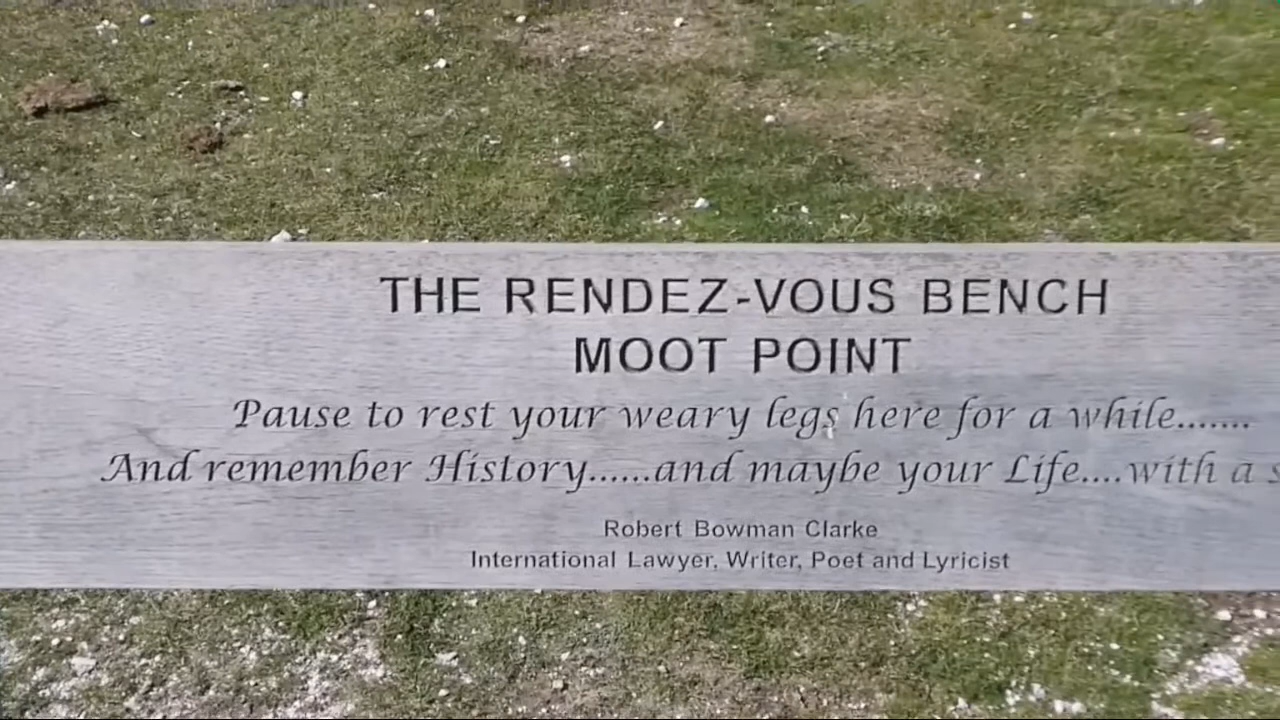 THE RENDEZ-VOUS BENCH
MOOT POINT
Pause to rest your weary legs here for a while.......
And remember History......and maybe your Life....with a
Robert Bowman Clarke
International Lawyer, Writer, Poet and Lyricist